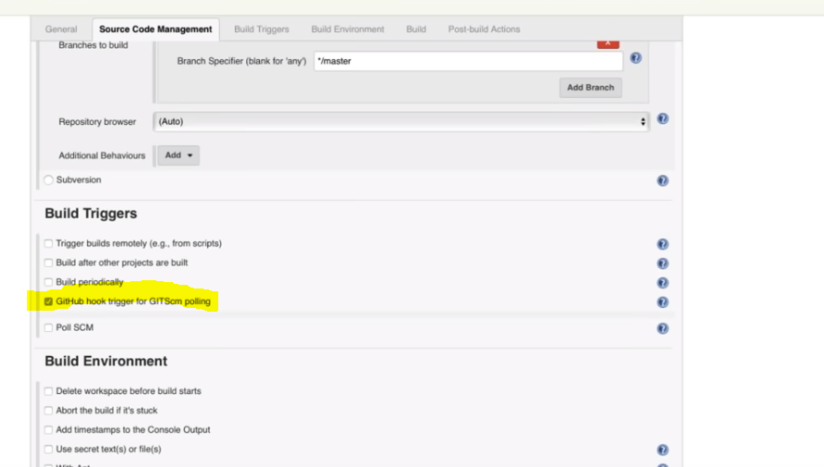 General Source Code Management Build Triggers Build Environment Build Post-build Actions
Branches to build
X
Branch Specifier (blank for 'any') */master
Add Branch
Repository browser (Auto)
Additional Behaviours Add
Subversion
Build Triggers
Trigger builds remotely (e.g., from scripts)
Build after other projects are built
Build periodically
GitHub hook trigger for GITScm polling
Poll SCM
Build Environment
Delete workspace before build starts
Abort the build if it's stuck
Add timestamps to the Console Output
Use secret text(s) or file(s)
With Ant